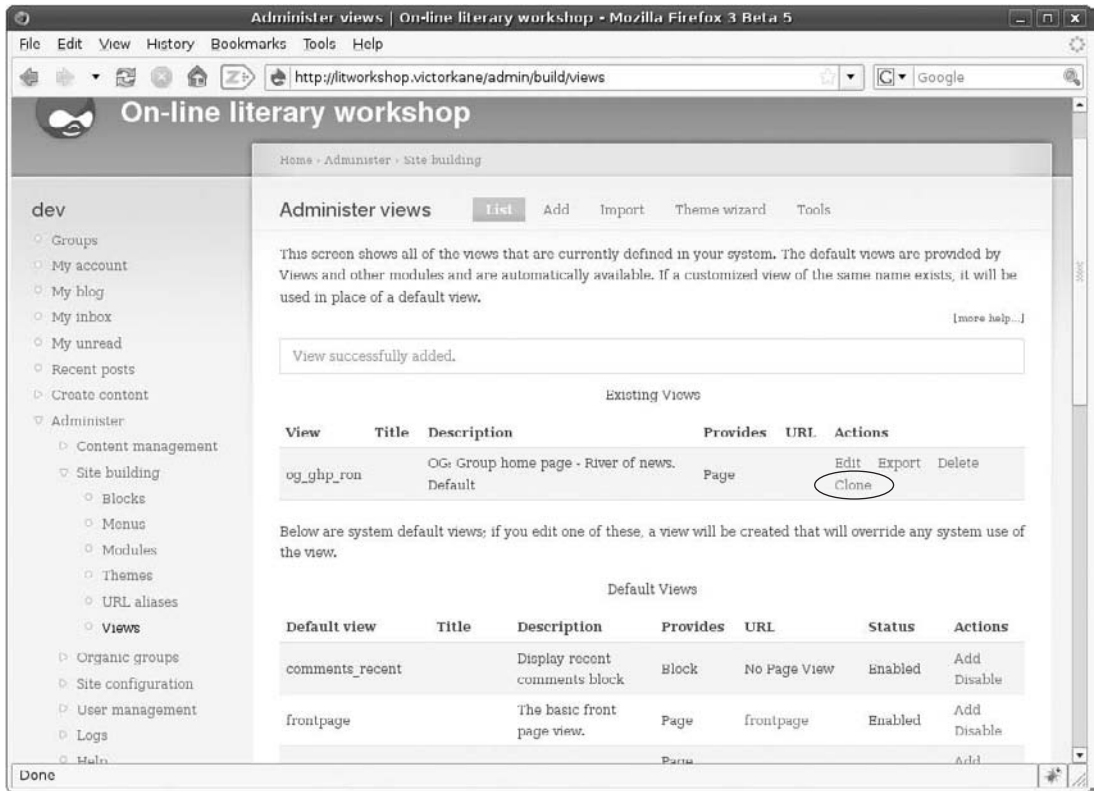 Administer views | On-line literary workshop - Mozilla Firefox 3 Beta 5
File Edit View History Bookmarks Tools Help
http://litworkshop.victorkane/admin/build/views
Google
On-line literary workshop
Home › Administer › Site building
dev
Groups
My account
My blog
My inbox
My unread
Recent posts
Create content
Administer
Content management
Site building
Blocks
Menus
Modules
Themes
URL aliases
Views
Organic groups
Site configuration
User management
Logs
Help
Administer views List Add Import Theme wizard Tools
This screen shows all of the views that are currently defined in your system. The default views are provided by
Views and other modules and are automatically available. If a customized view of the same name exists, it will be
used in place of a default view.
[more help...]
View successfully added.
Existing Views
View Title Description Provides URL Actions
og_ghp_ron OG: Group home page - River of news. Default Page Edit Export Delete Clone
Below are system default views; if you edit one of these, a view will be created that will override any system use of
the view.
Default Views
Default view Title Description Provides URL Status Actions
comments_recent Display recent comments block Block No Page View Enabled Add Disable
frontpage The basic front page view. Page frontpage Enabled Add Disable
Page Add
Done